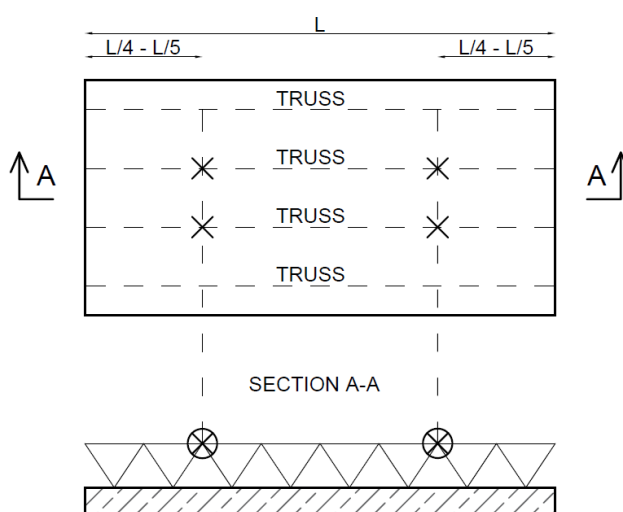 L
L/4 - L/5 L/4 - L/5
TRUSS
A TRUSS A
TRUSS
TRUSS
SECTION A-A